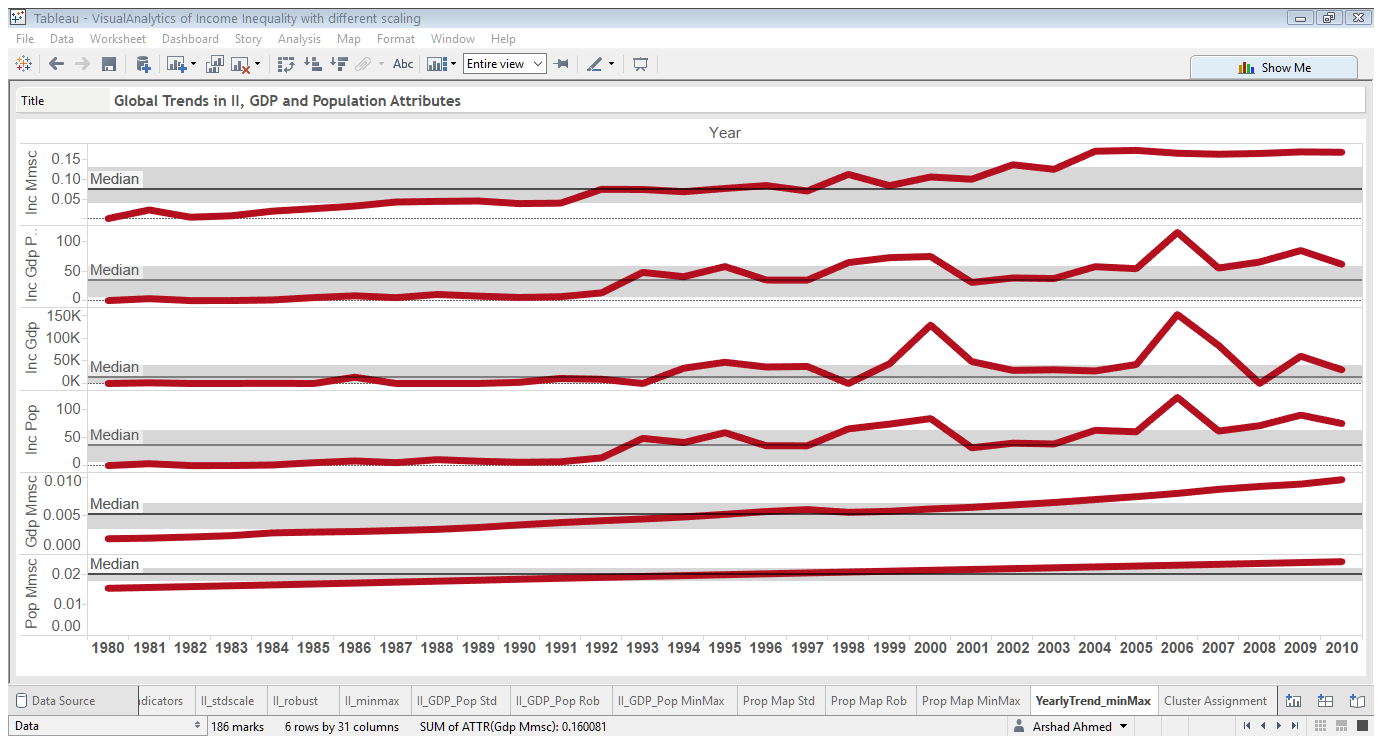 Tableau - VisualAnalytics of Income Inequality with different scaling
File Data Worksheet Dashboard Story Analysis Map Format Window Help
Abc Entire view Show Me
Title Global Trends in II, GDP and Population Attributes
Year
Inc Mmsc
0.15
0.10
0.05
Median
Inc Gdp P..
100
50
0
Median
Inc Gdp
150K
100K
50K
0K
Median
Inc Pop
100
50
0
Median
Gdp Mmsc
0.010
0.005
0.000
Median
Pop Mmsc
0.02
0.01
0.00
Median
1980 1981 1982 1983 1984 1985 1986 1987 1988 1989 1990 1991 1992 1993 1994 1995 1996 1997 1998 1999 2000 2001 2002 2003 2004 2005 2006 2007 2008 2009 2010
Data Source dicators II_stdscale II_robust II_minmax II_GDP_Pop Std II_GDP_Pop Rob II_GDP_Pop MinMax Prop Map Std Prop Map Rob Prop Map MinMax YearlyTrend_minMax Cluster Assignment
Data 186 marks 6 rows by 31 columns SUM of ATTR(Gdp Mmsc): 0.160081 Arshad Ahmed